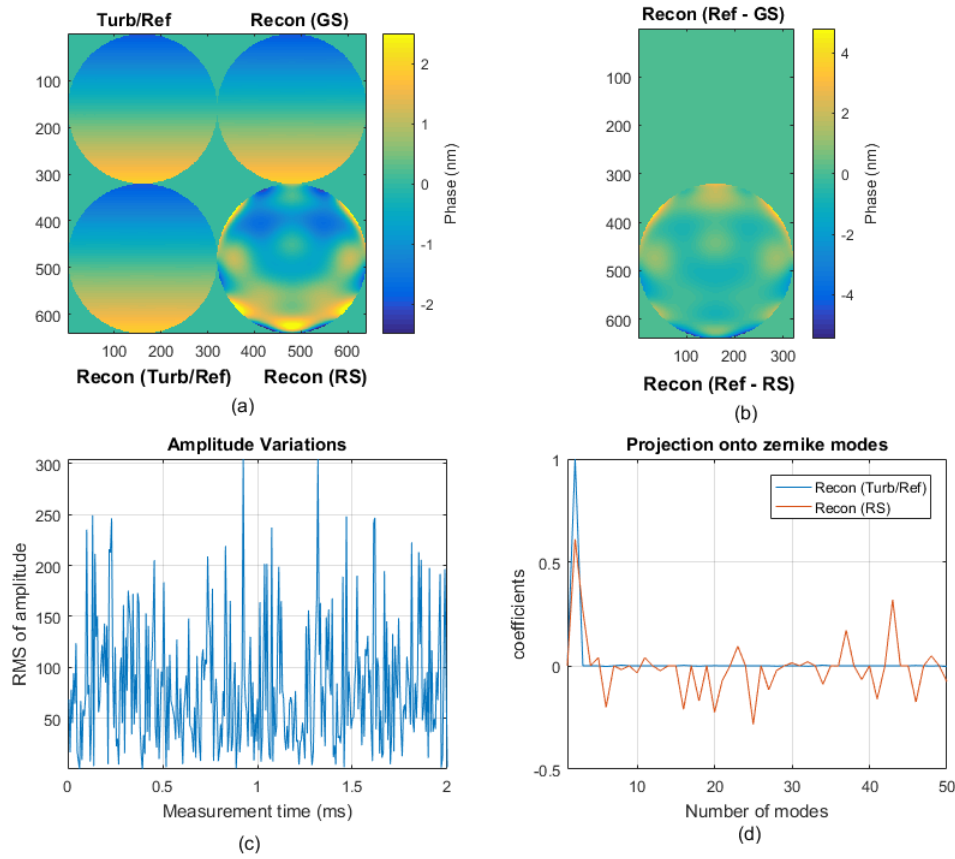 (a)
Turb/Ref Recon (GS)
100
200
300
400
500
600
100 200 300 400 500 600
2
1
0
-1
-2
Phase (nm)
Recon (Turb/Ref) Recon (RS)
(b)
Recon (Ref - GS)
100
200
300
400
500
600
100 200 300
4
2
0
-2
-4
Phase (nm)
Recon (Ref - RS)
(a)
(b)
Amplitude Variations
300
250
200
150
100
50
0 0.5 1 1.5 2
RMS of amplitude
Measurement time (ms)
(c)
Projection onto zernike modes
Recon (Turb/Ref)
Recon (RS)
1
0.5
0
-0.5
10 20 30 40 50
coefficients
Number of modes
(d)